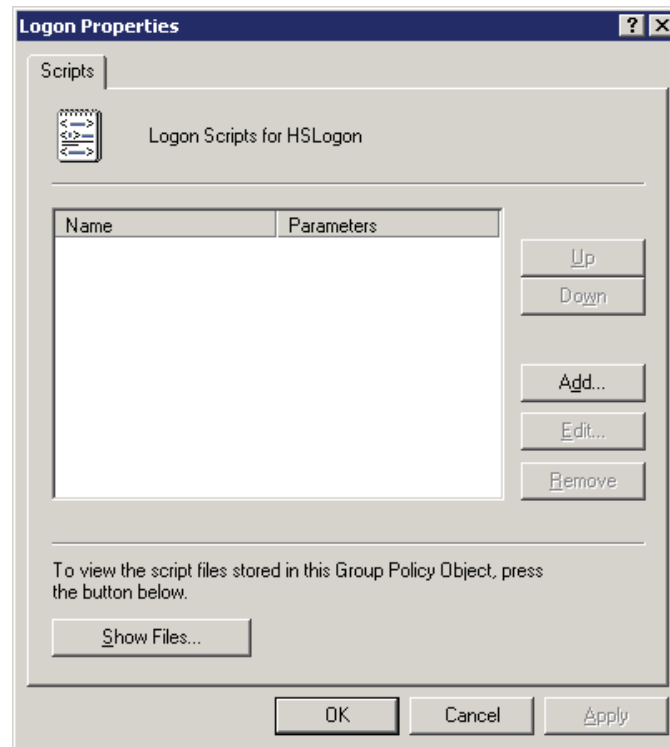 Logon Properties
Scripts
Logon Scripts for HSLogon
Name Parameters
Up
Down
Add...
Edit...
Remove
To view the script files stored in this Group Policy Object, press
the button below.
Show Files...
OK Cancel Apply